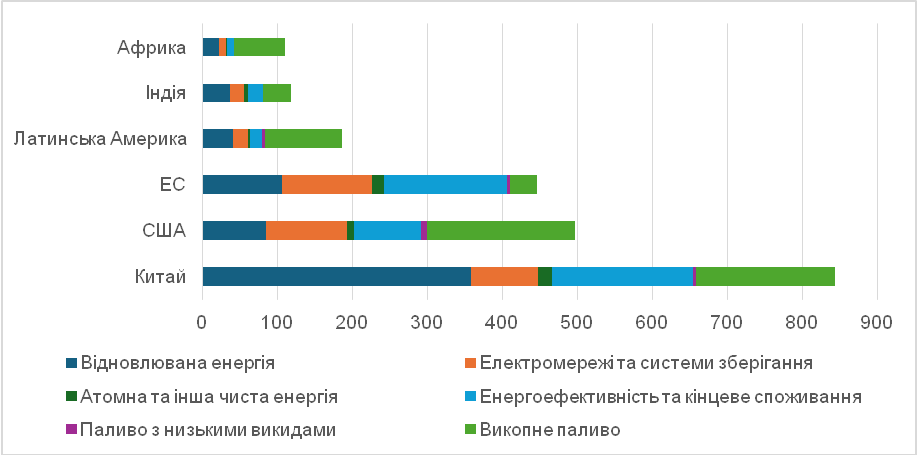 Африка
Індія
Латинська Америка
ЕС
США
Китай
0 100 200 300 400 500 600 700 800 900
Відновлювана енергія
Електромережі та системи зберігання
Атомна та інша чиста енергія
Енергоефективність та кінцеве споживання
Паливо з низькими викидами
Викопне паливо